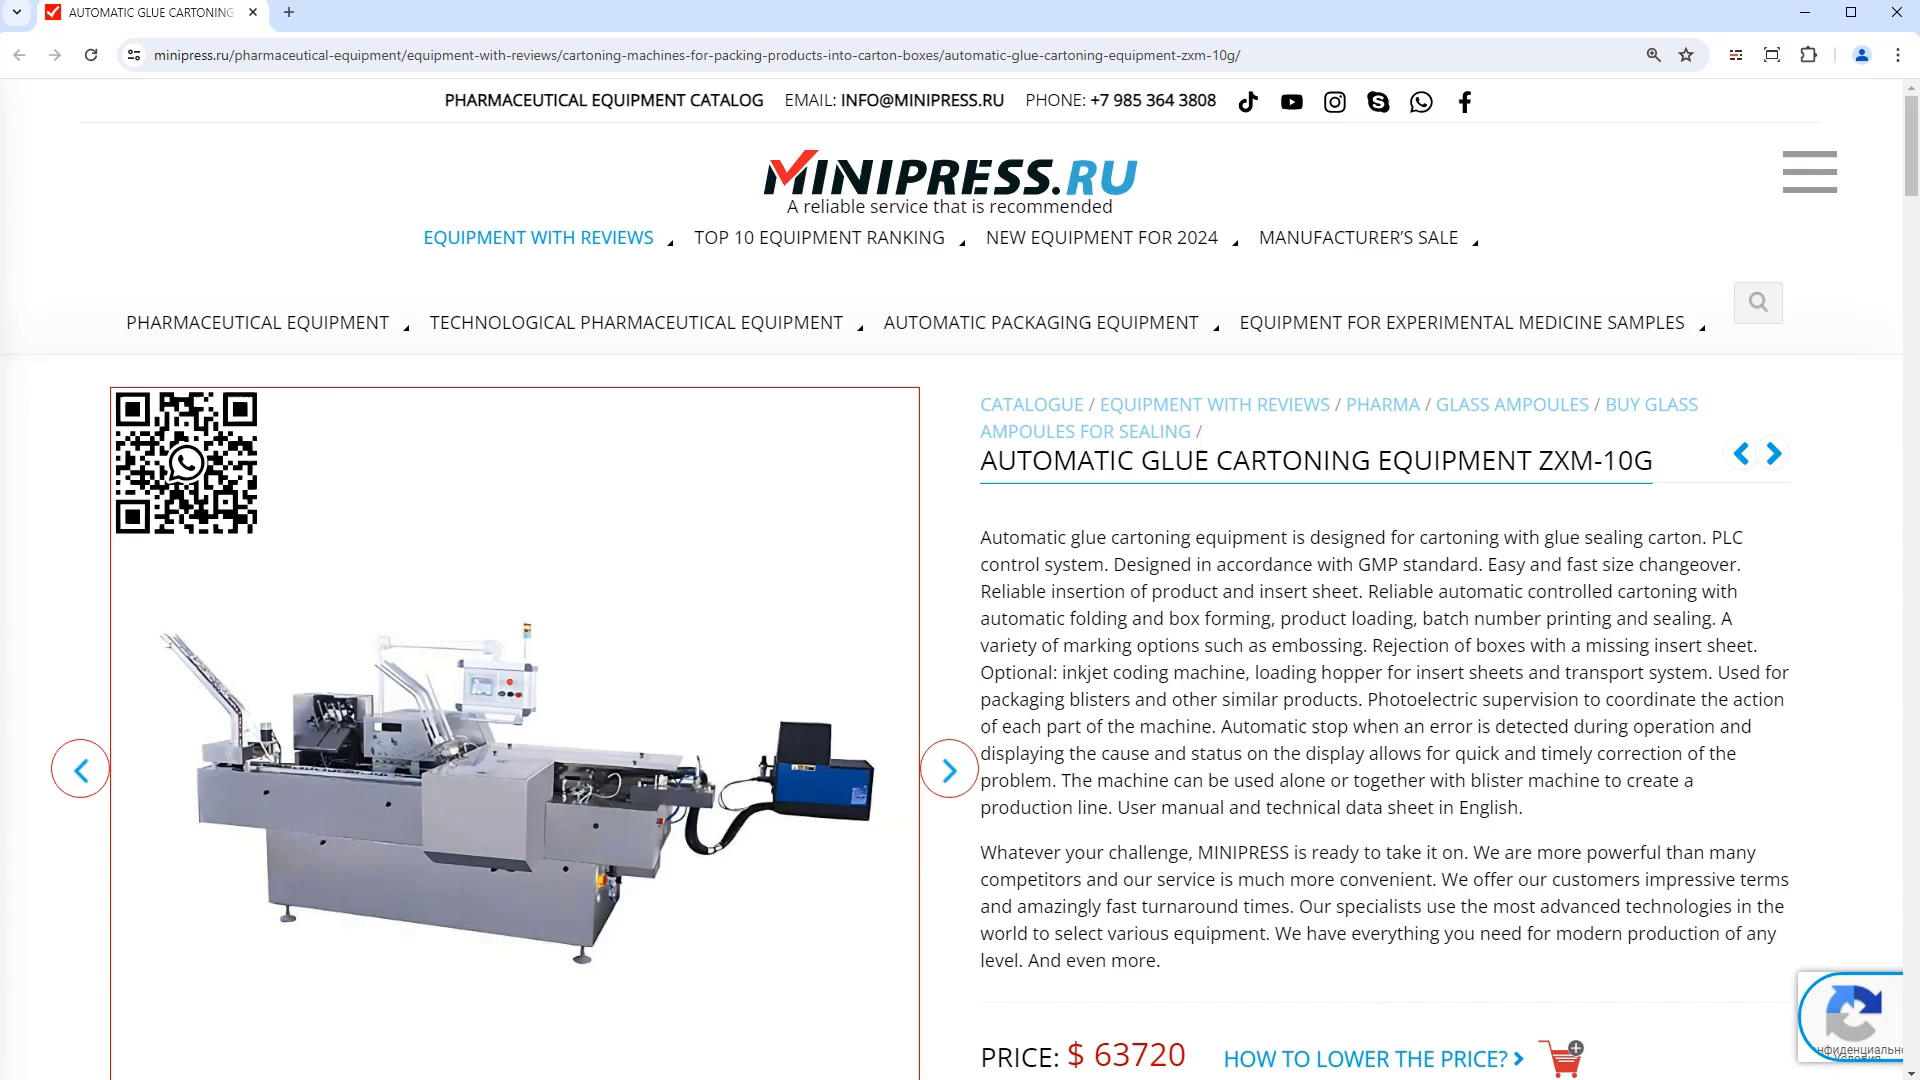 AUTOMATIC GLUE CARTONING
minipress.ru/pharmaceutical-equipment/equipment-with-reviews/cartoning-machines-for-packing-products-into-carton-boxes/automatic-glue-cartoning-equipment-zxm-10g/
PHARMACEUTICAL EQUIPMENT CATALOG EMAIL: INFO@MINIPRESS.RU PHONE: +7 985 364 3808
MINIPRESS.RU
A reliable service that is recommended
EQUIPMENT WITH REVIEWS TOP 10 EQUIPMENT RANKING NEW EQUIPMENT FOR 2024 MANUFACTURER’S SALE
PHARMACEUTICAL EQUIPMENT TECHNOLOGICAL PHARMACEUTICAL EQUIPMENT AUTOMATIC PACKAGING EQUIPMENT EQUIPMENT FOR EXPERIMENTAL MEDICINE SAMPLES
CATALOGUE / EQUIPMENT WITH REVIEWS / PHARMA / GLASS AMPOULES / BUY GLASS
AMPOULES FOR SEALING /
AUTOMATIC GLUE CARTONING EQUIPMENT ZXM-10G
Automatic glue cartoning equipment is designed for cartoning with glue sealing carton. PLC
control system. Designed in accordance with GMP standard. Easy and fast size changeover.
Reliable insertion of product and insert sheet. Reliable automatic controlled cartoning with
automatic folding and box forming, product loading, batch number printing and sealing. A
variety of marking options such as embossing. Rejection of boxes with a missing insert sheet.
Optional: inkjet coding machine, loading hopper for insert sheets and transport system. Used for
packaging blisters and other similar products. Photoelectric supervision to coordinate the action
of each part of the machine. Automatic stop when an error is detected during operation and
displaying the cause and status on the display allows for quick and timely correction of the
problem. The machine can be used alone or together with blister machine to create a
production line. User manual and technical data sheet in English.
Whatever your challenge, MINIPRESS is ready to take it on. We are more powerful than many
competitors and our service is much more convenient. We offer our customers impressive terms
and amazingly fast turnaround times. Our specialists use the most advanced technologies in the
world to select various equipment. We have everything you need for modern production of any
level. And even more.
PRICE: $ 63720 HOW TO LOWER THE PRICE?